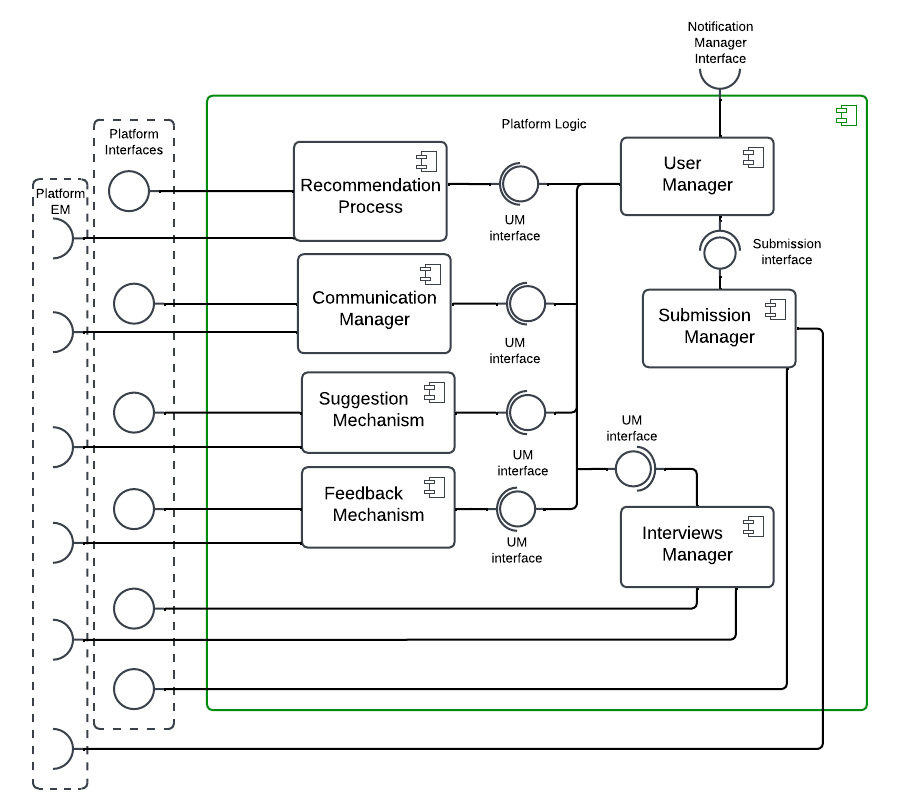 Notification
Manager
Interface
Platform Logic
Platform
Interfaces
Platform
EM
Recommendation
Process
UM
interface
User
Manager
Submission
interface
Communication
Manager
UM
interface
Submission
Manager
Suggestion
Mechanism
UM
interface
UM
interface
Feedback
Mechanism
UM
interface
Interviews
Manager